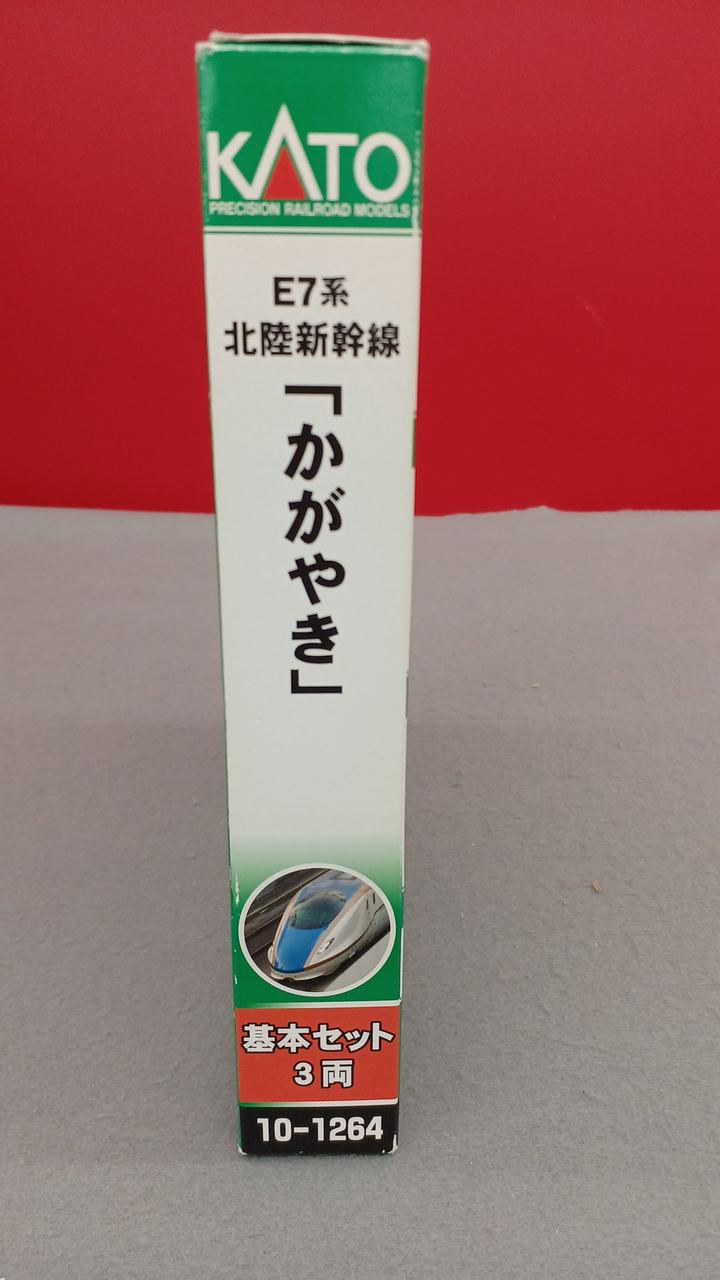 KATO
PRECISION RAILROAD MODELS
E7系
北陸新幹線
「かがやき」
基本セット
3両
10-1264